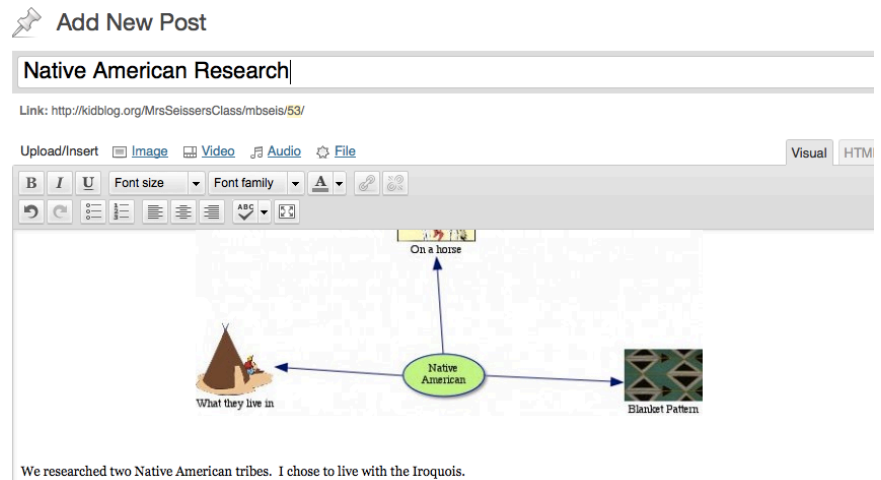 Add New Post
Native American Research
Link: http://kidblog.org/MrsSeissersClass/mbseis/53/
Upload/Insert Image Video Audio File Visual HTML
B I U Font size Font family A
ABC
On a horse
Native
American
What they live in
Blanket Pattern
We researched two Native American tribes. I chose to live with the Iroquois.